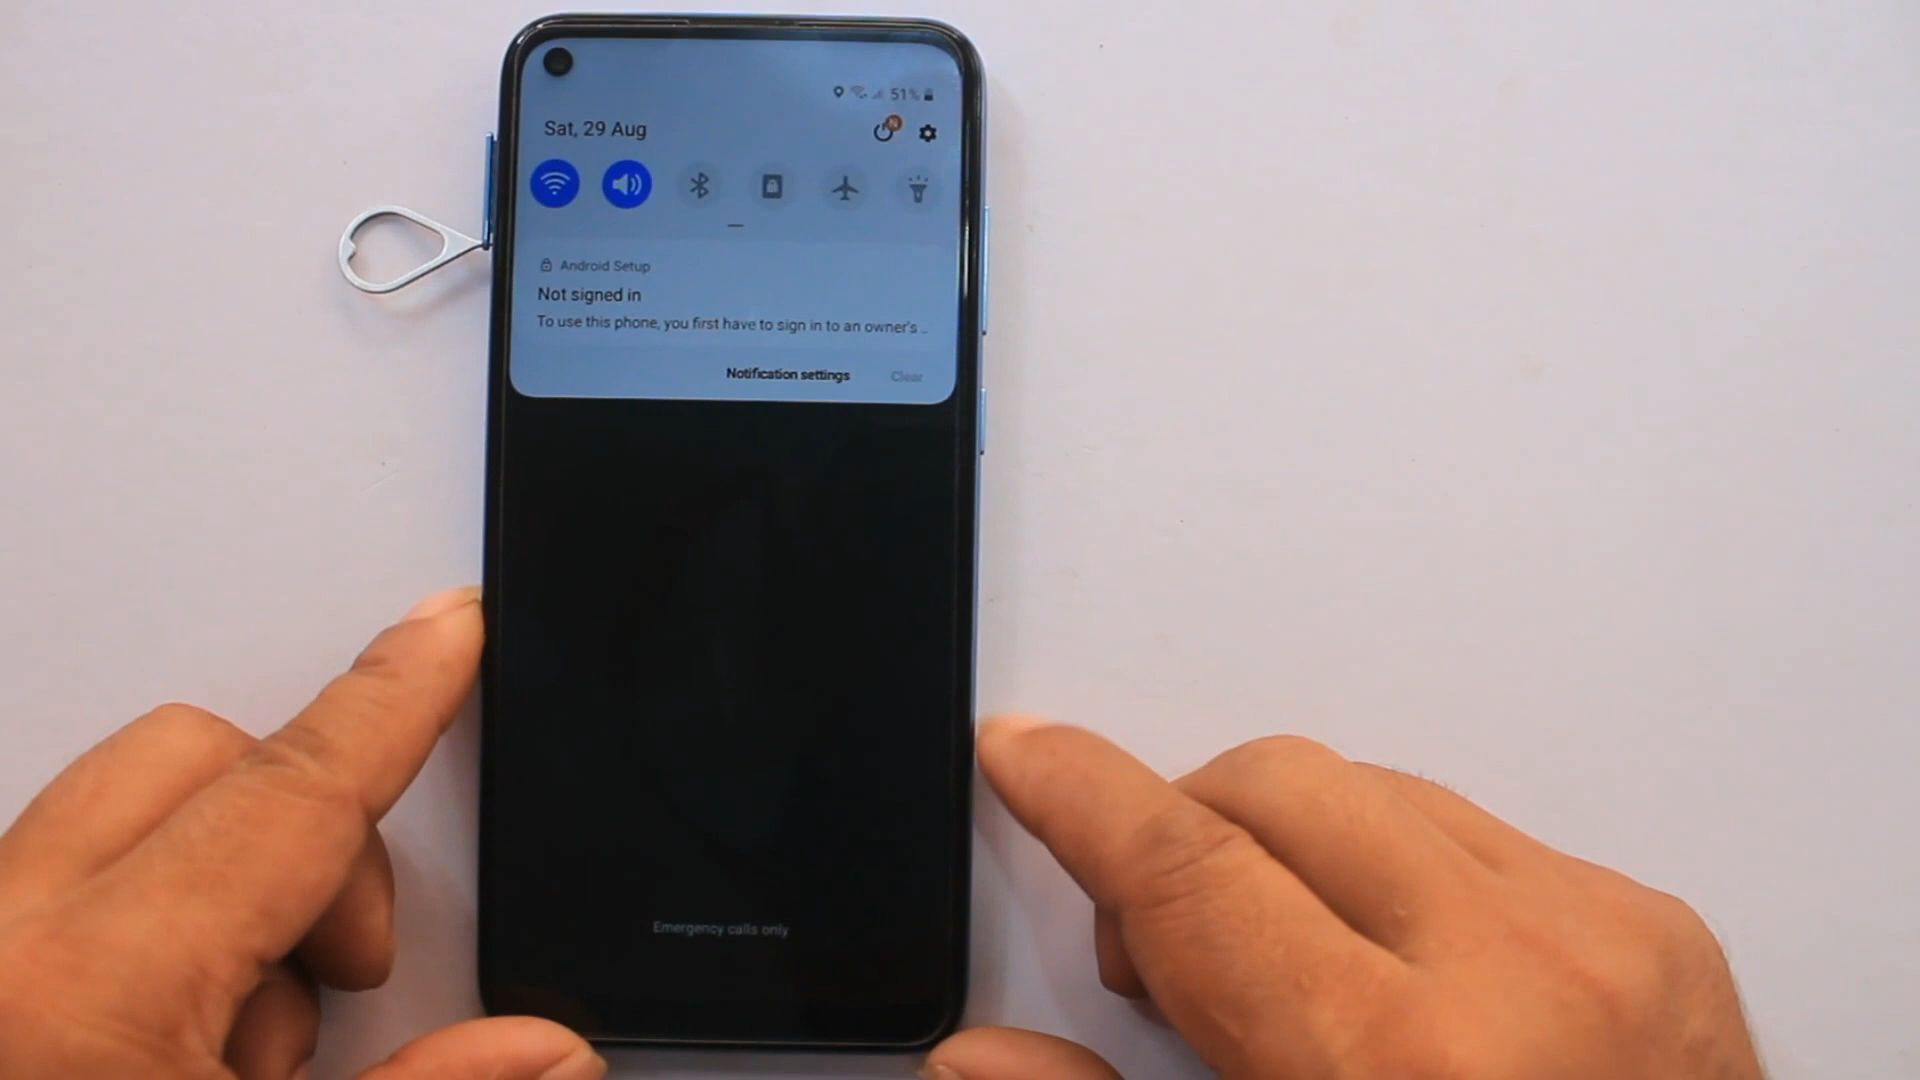 51%
Sat, 29 Aug
N
Android Setup
Not signed in
To use this phone, you first have to sign in to an owner's ..
Notification settings
Clear
Emergency calls only